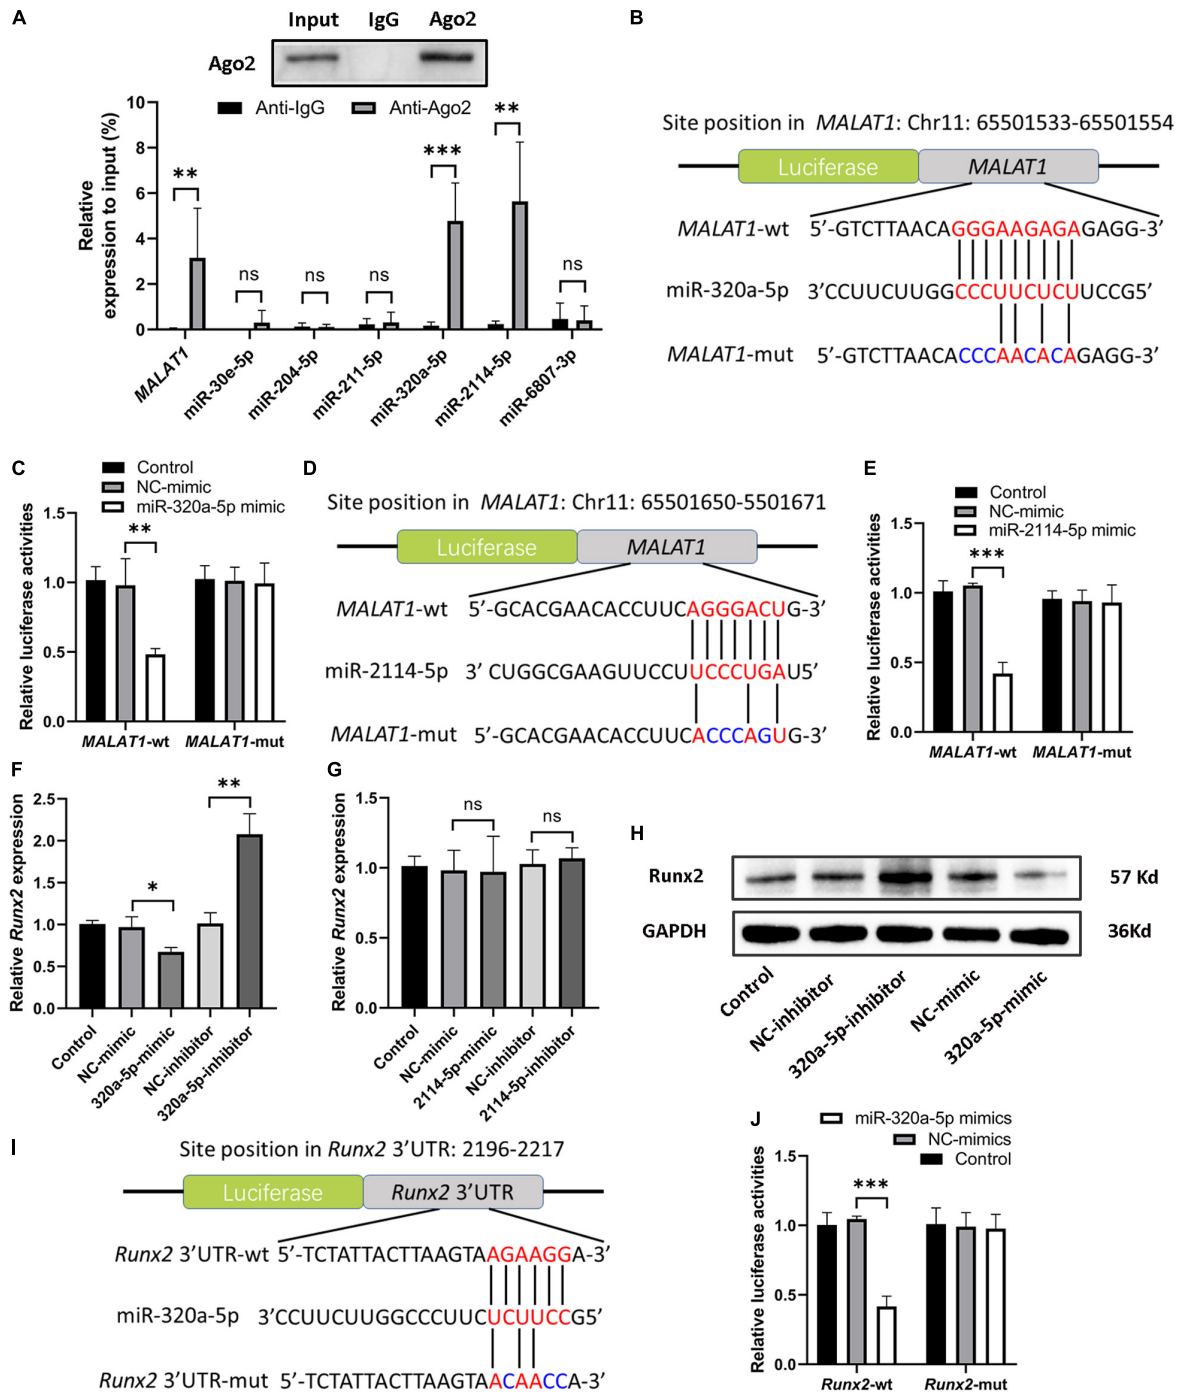 A
Input IgG Ago2
Ago2
Anti-IgG Anti-Ago2
Relative
expression to input (%)
10
8
6
4
2
0
**
ns
ns
ns
***
**
ns
MALAT1
miR-30e-5p
miR-204-5p
miR-211-5p
miR-320a-5p
miR-2114-5p
miR-6807-3p
B
Site position in MALAT1: Chr11: 65501533-65501554
Luciferase MALAT1
MALAT1-wt 5’-GTCTTAACAGGGAAGAGAGAGG-3’
miR-320a-5p 3’CCUUCUUGGCCCUUCUCUUCCG5’
MALAT1-mut 5’-GTCTTAACACCCAACACAGAGG-3’
C
Control
NC-mimic
miR-320a-5p mimic
Relative luciferase activities
1.5
1.0
0.5
0.0
**
MALAT1-wt MALAT1-mut
D
Site position in MALAT1: Chr11: 65501650-5501671
Luciferase MALAT1
MALAT1-wt 5’-GCACGAACACCUUCAGGGACUG-3’
miR-2114-5p 3’ CUGGCGAAGUUCCUUCCCUGAU5’
MALAT1-mut 5’-GCACGAACACCUUCACCCAGUG-3’
E
Control
NC-mimic
miR-2114-5p mimic
Relative luciferase activities
1.5
1.0
0.5
0.0
***
MALAT1-wt MALAT1-mut
F
Relative Runx2 expression
2.5
2.0
1.5
1.0
0.5
0.0
*
**
Control
NC-mimic
320a-5p-mimic
NC-inhibitor
320a-5p-inhibitor
G
Relative Runx2 expression
1.5
1.0
0.5
0.0
ns
ns
Control
NC-mimic
2114-5p-mimic
NC-inhibitor
2114-5p-inhibitor
H
Runx2 57 Kd
GAPDH 36Kd
Control
NC-inhibitor
320a-5p-inhibitor
NC-mimic
320a-5p-mimic
I
Site position in Runx2 3’UTR: 2196-2217
Luciferase Runx2 3’UTR
Runx2 3’UTR-wt 5’-TCTATTACTTAAGTAAGAAGGA-3’
miR-320a-5p 3’CCUUCUUGGCCCUUCUCUUCCG5’
Runx2 3’UTR-mut 5’-TCTATTACTTAAGTAACAACCA-3’
J
miR-320a-5p mimics
NC-mimics
Control
Relative luciferase activities
1.5
1.0
0.5
0.0
***
Runx2-wt Runx2-mut